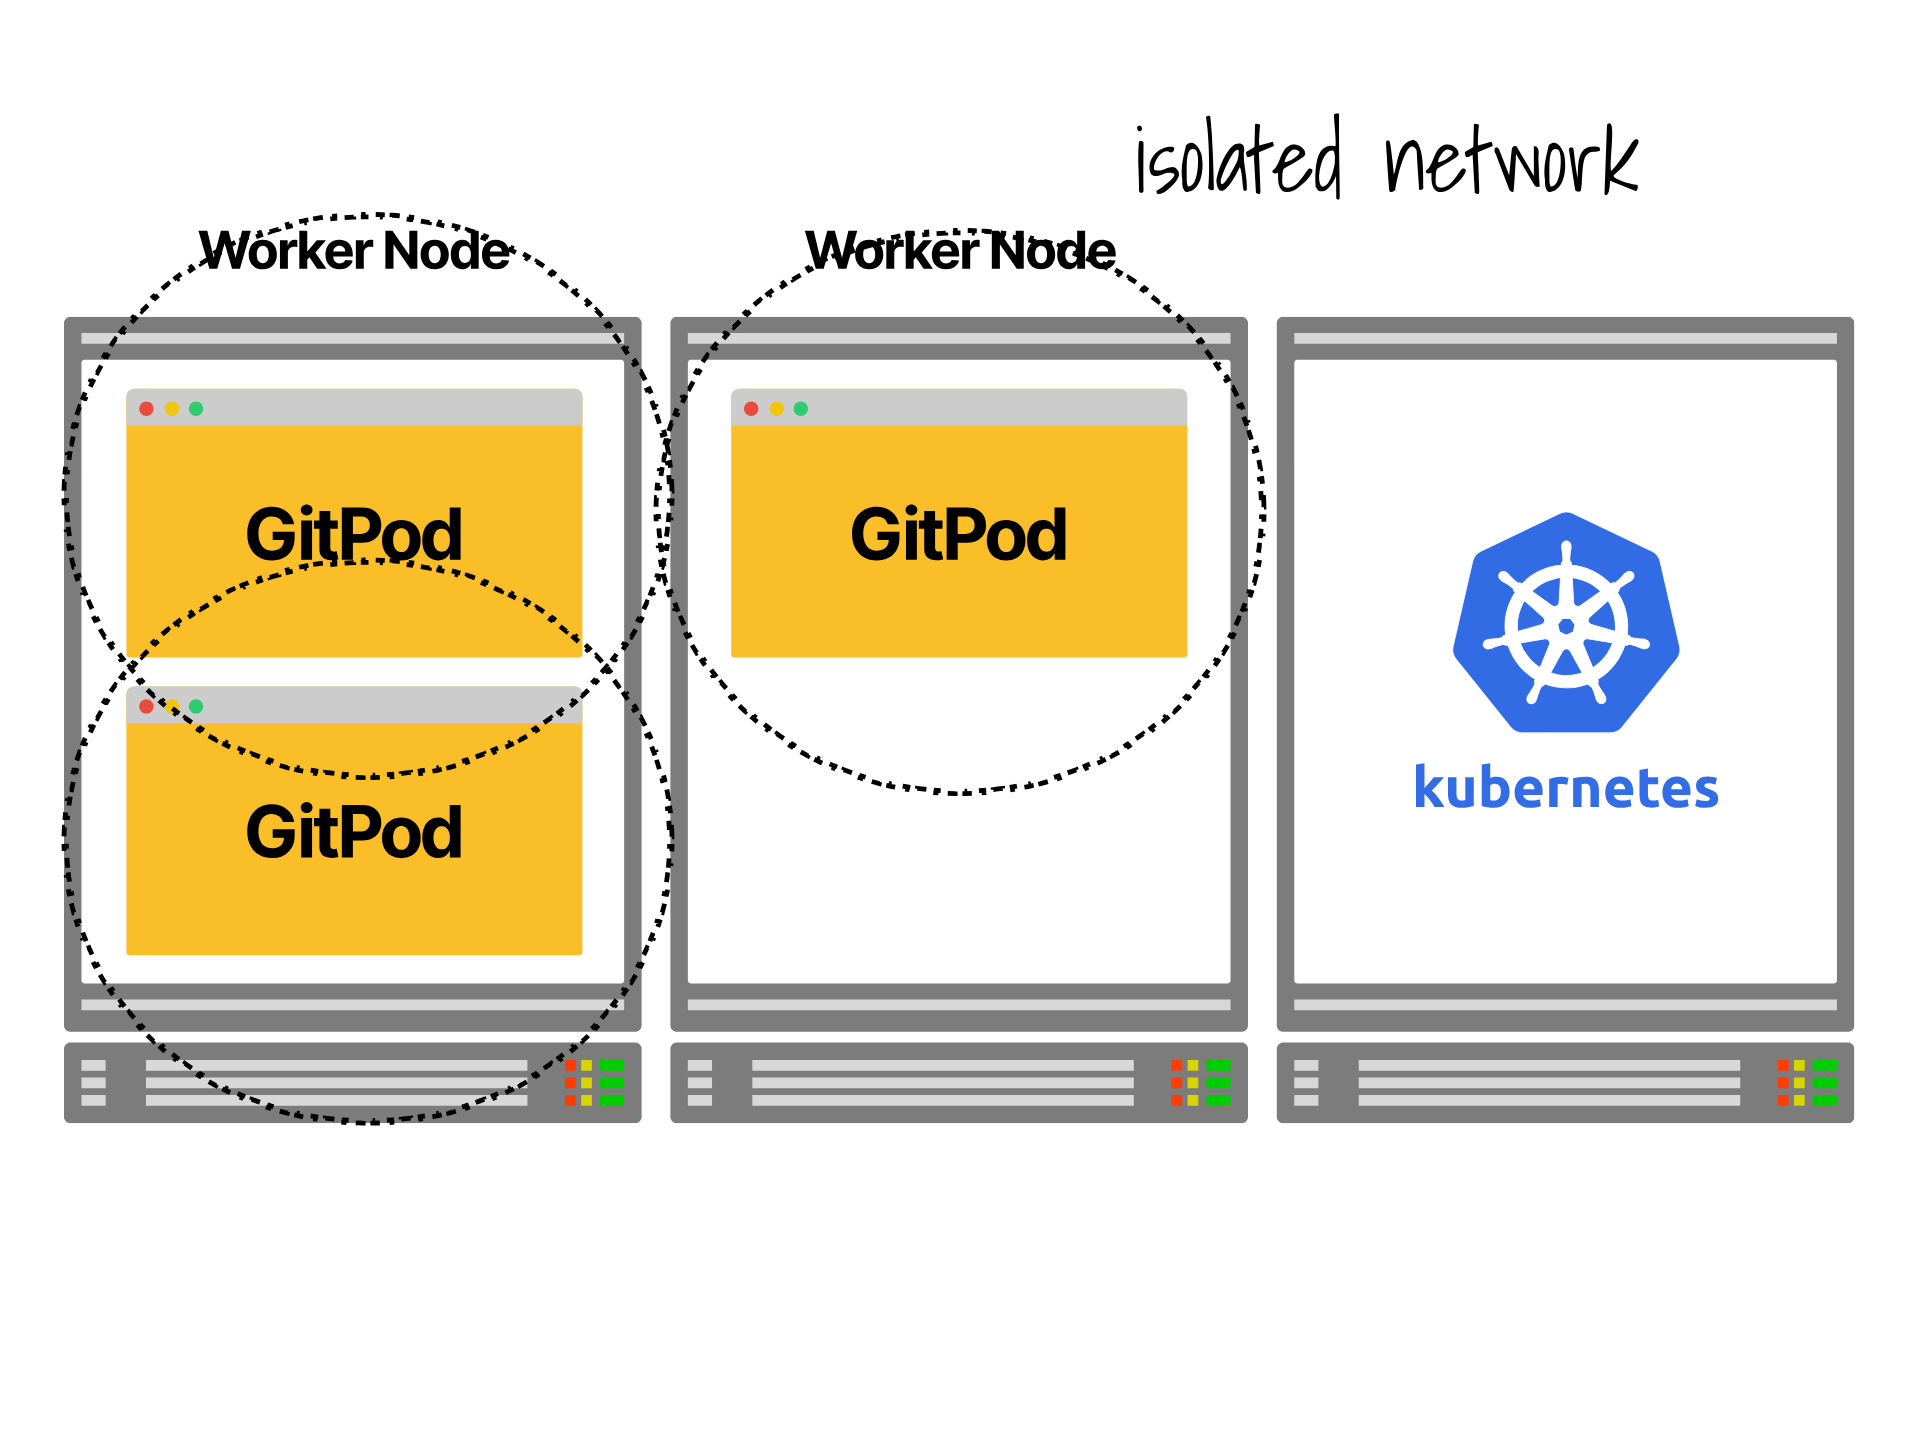 isolated network
Worker Node
Worker Node
GitPod
GitPod
GitPod
kubernetes